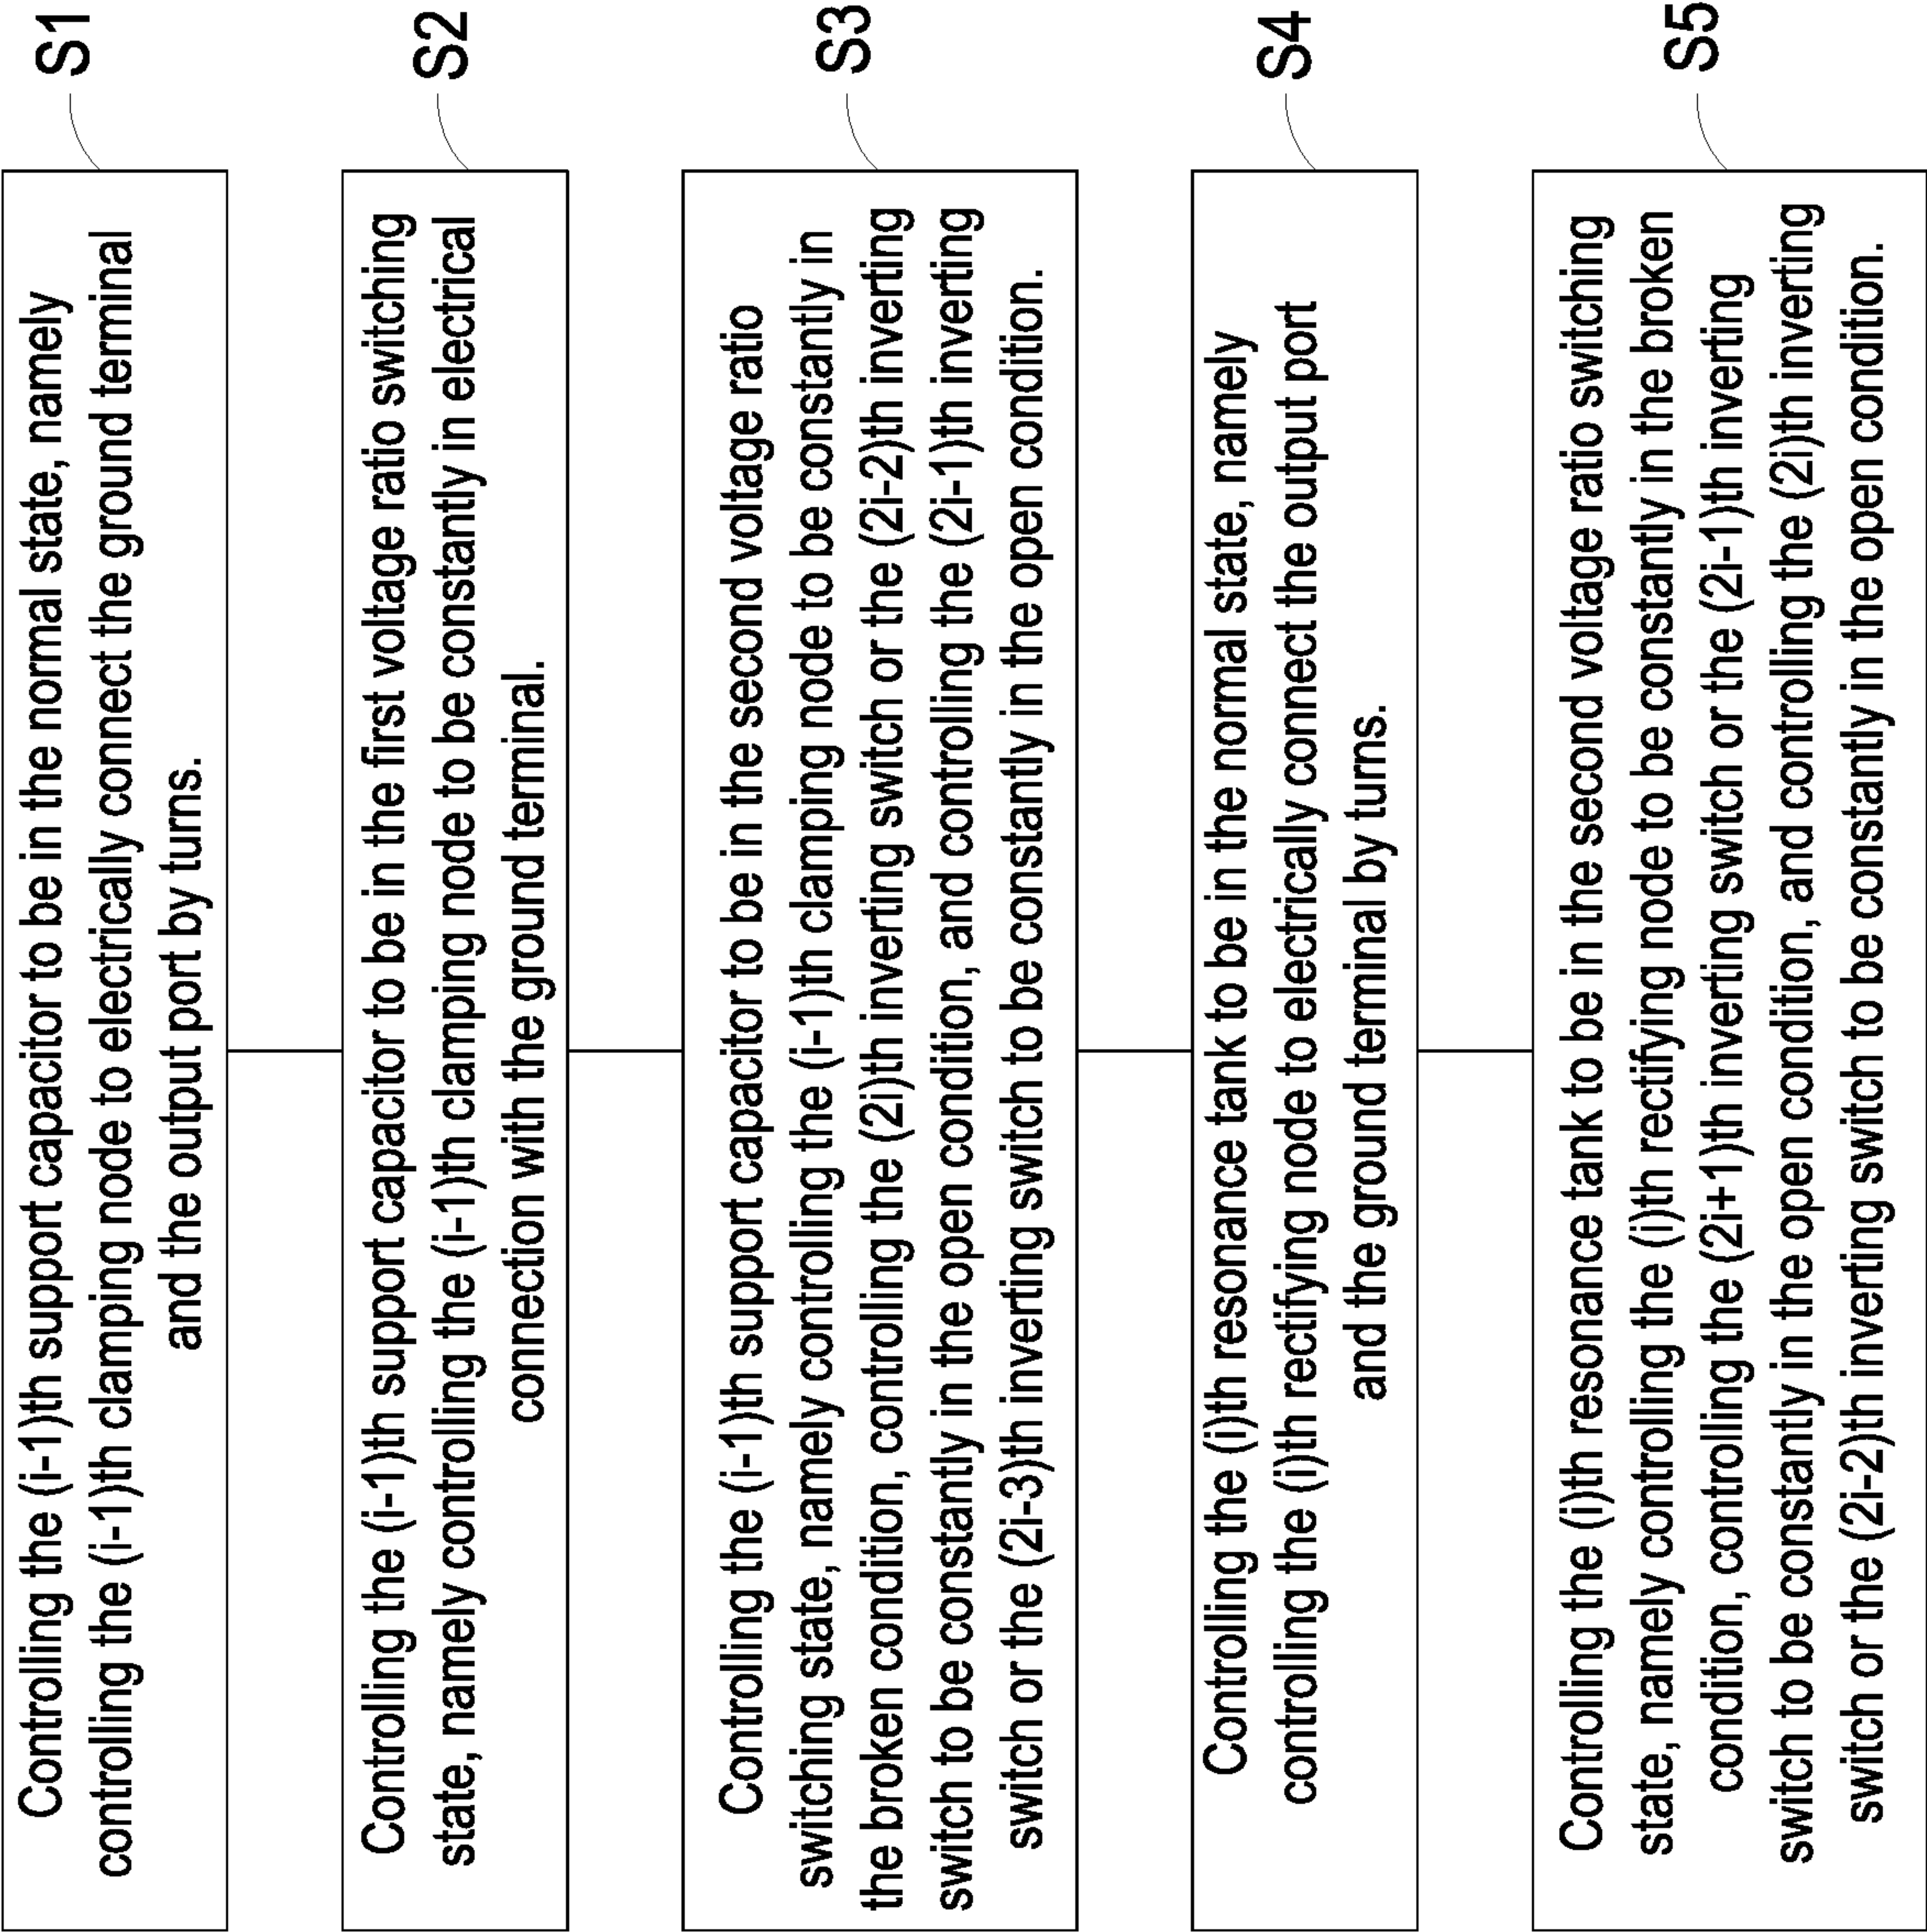 S1
Controlling the (i-1)th support capacitor to be in the normal state, namely
controlling the (i-1)th clamping node to electrically connect the ground terminal
and the output port by turns.
S2
Controlling the (i-1)th support capacitor to be in the first voltage ratio switching
state, namely controlling the (i-1)th clamping node to be constantly in electrical
connection with the ground terminal.
S3
Controlling the (i-1)th support capacitor to be in the second voltage ratio
switching state, namely controlling the (i-1)th clamping node to be constantly in
the broken condition, controlling the (2i)th inverting switch or the (2i-2)th inverting
switch to be constantly in the open condition, and controlling the (2i-1)th inverting
switch or the (2i-3)th inverting switch to be constantly in the open condition.
S4
Controlling the (i)th resonance tank to be in the normal state, namely
controlling the (i)th rectifying node to electrically connect the output port
and the ground terminal by turns.
S5
Controlling the (i)th resonance tank to be in the second voltage ratio switching
state, namely controlling the (i)th rectifying node to be constantly in the broken
condition, controlling the (2i+1)th inverting switch or the (2i-1)th inverting
switch to be constantly in the open condition, and controlling the (2i)th inverting
switch or the (2i-2)th inverting switch to be constantly in the open condition.